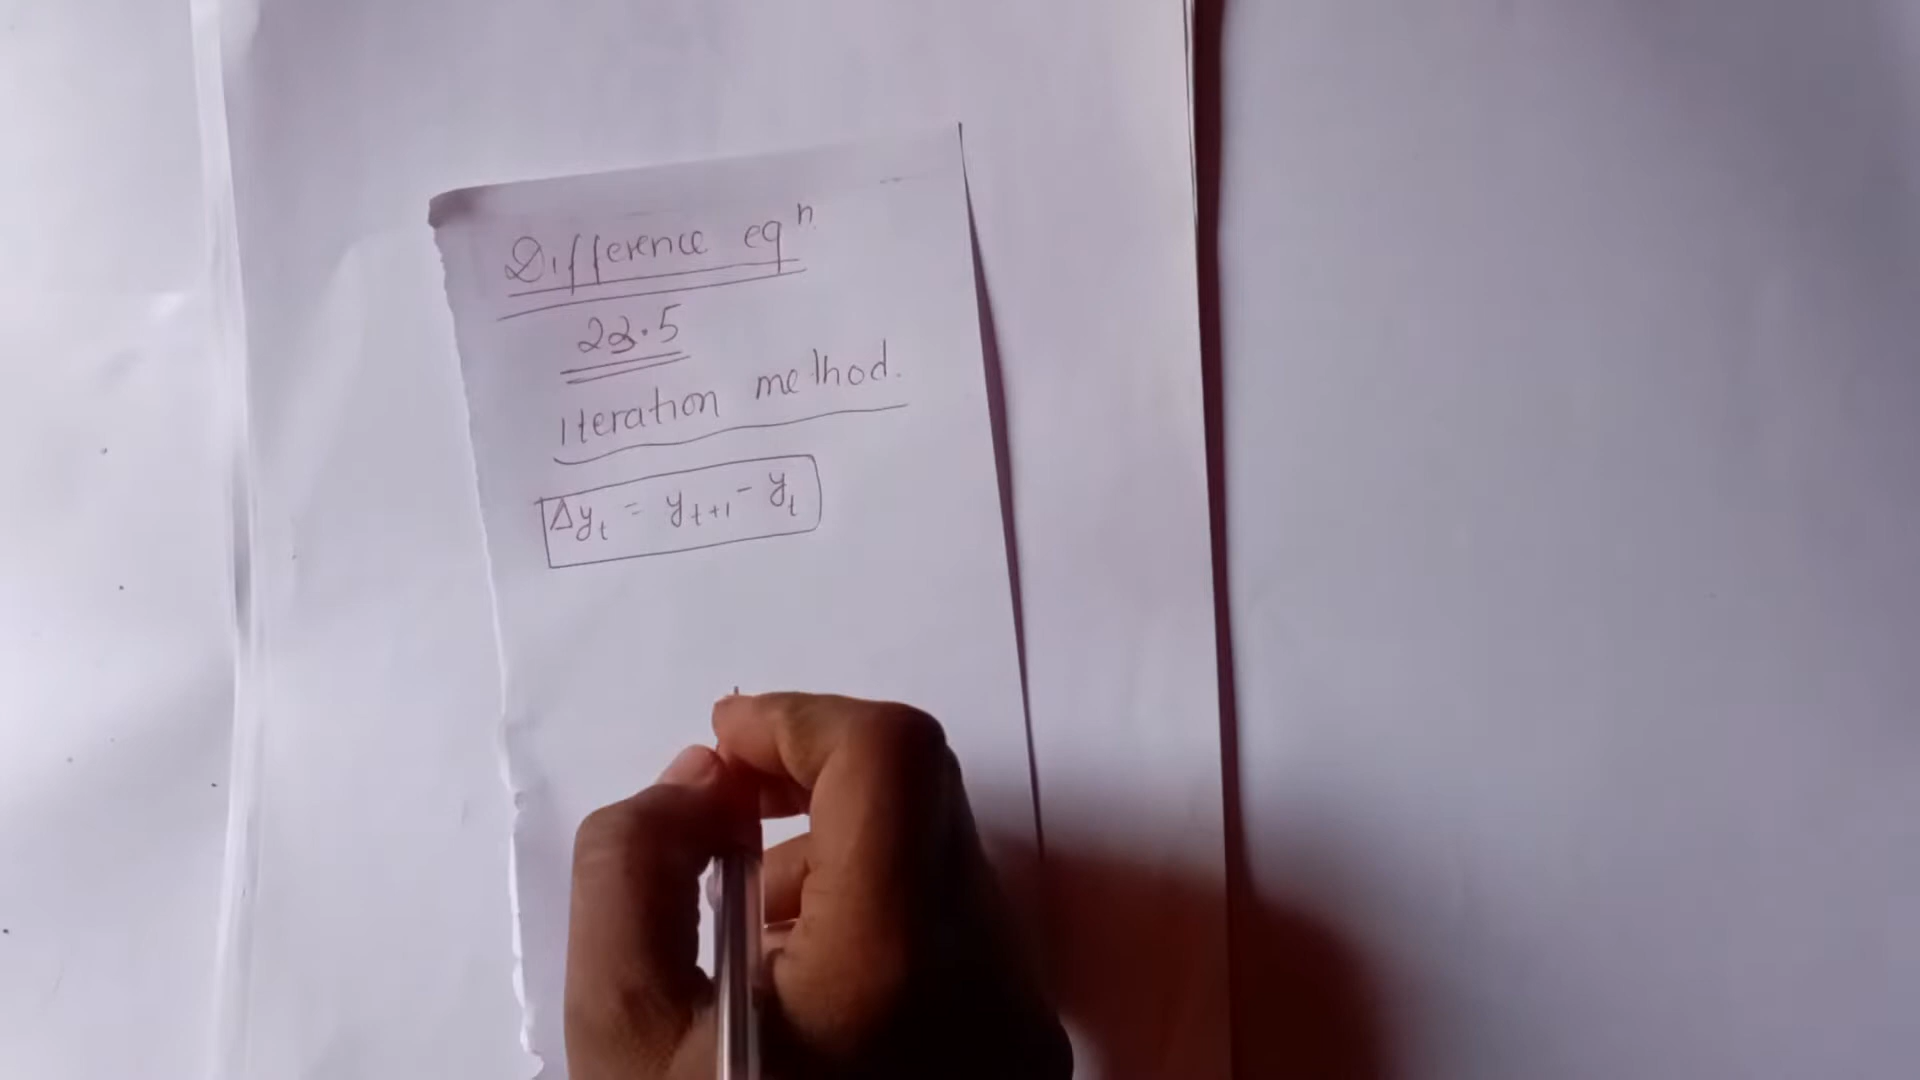 Difference eqⁿ
22.5
iteration method.
Δyₜ = yₜ₊₁ - yₜ